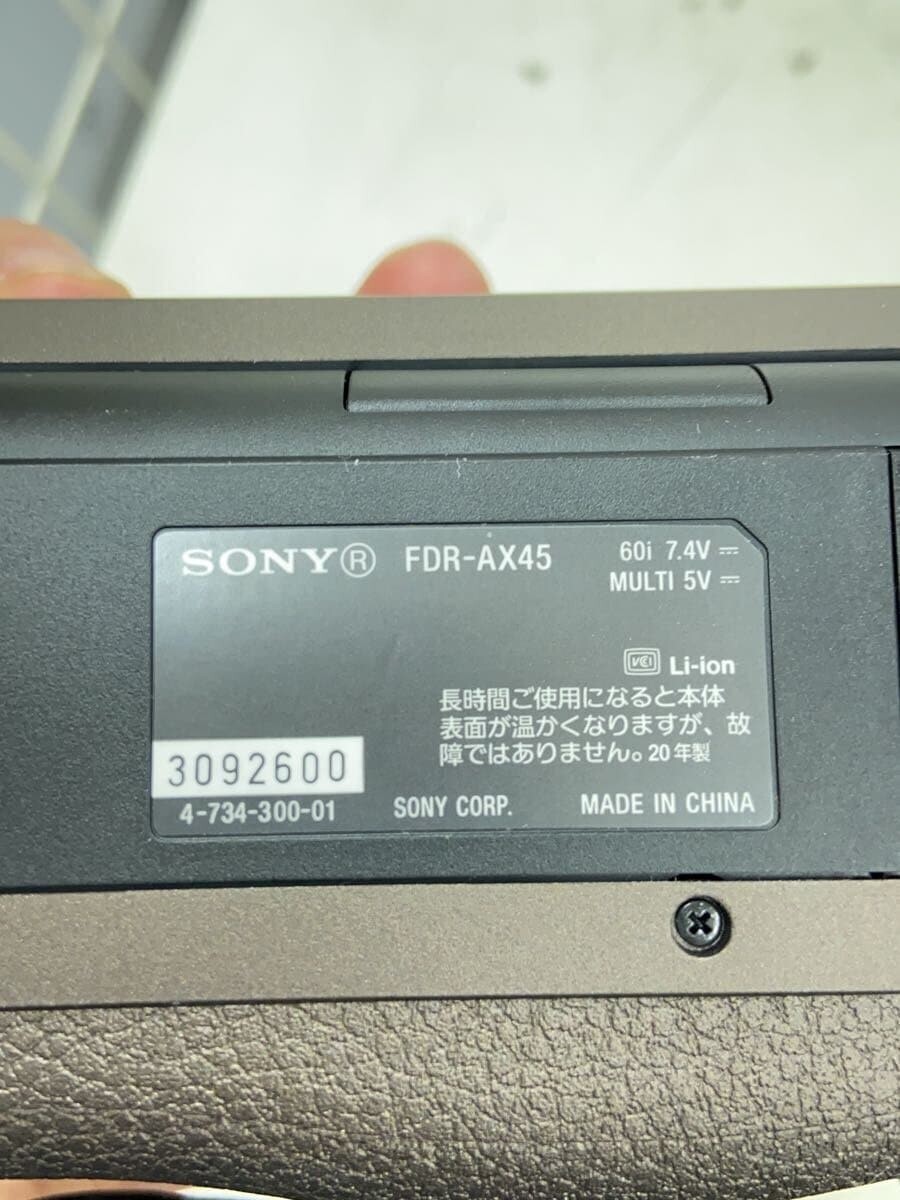 SONY® FDR-AX45
60i 7.4V ⎓
MULTI 5V ⎓
VCI Li-ion
長時間ご使用になると本体
表面が温かくなりますが、故
障ではありません。20年製
3092600
4-734-300-01 SONY CORP. MADE IN CHINA